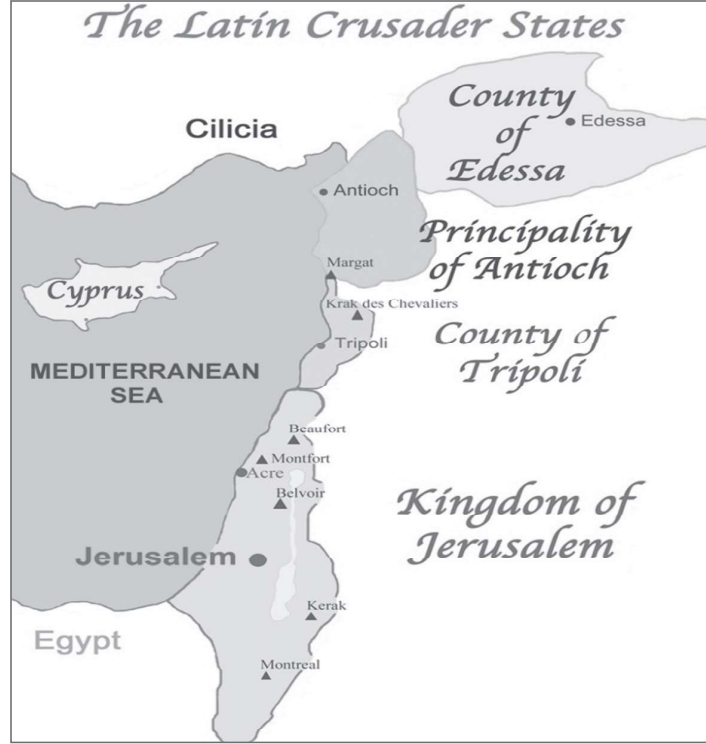 The Latin Crusader States
County
of
Edessa
Edessa
Cilicia
Antioch
Principality
of Antioch
Margat
Cyprus
Krak des Chevaliers
County of
Tripoli
Tripoli
MEDITERRANEAN
SEA
Beaufort
Montfort
Acre
Belvoir
Kingdom of
Jerusalem
Jerusalem
Kerak
Egypt
Montreal